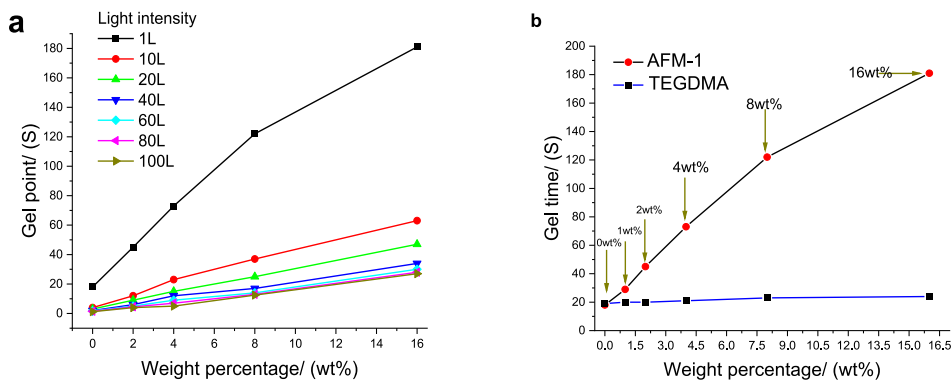 a
Light intensity
1L
10L
20L
40L
60L
80L
100L
Gel point/ (S)
180
160
140
120
100
80
60
40
20
0
0 2 4 6 8 10 12 14 16
Weight percentage/ (wt%)
b
AFM-1
TEGDMA
16wt%
8wt%
4wt%
2wt%
1wt%
0wt%
Gel time/ (S)
200
180
160
140
120
100
80
60
40
20
0
0.0 1.5 3.0 4.5 6.0 7.5 9.0 10.5 12.0 13.5 15.0 16.5
Weight percentage/ (wt%)